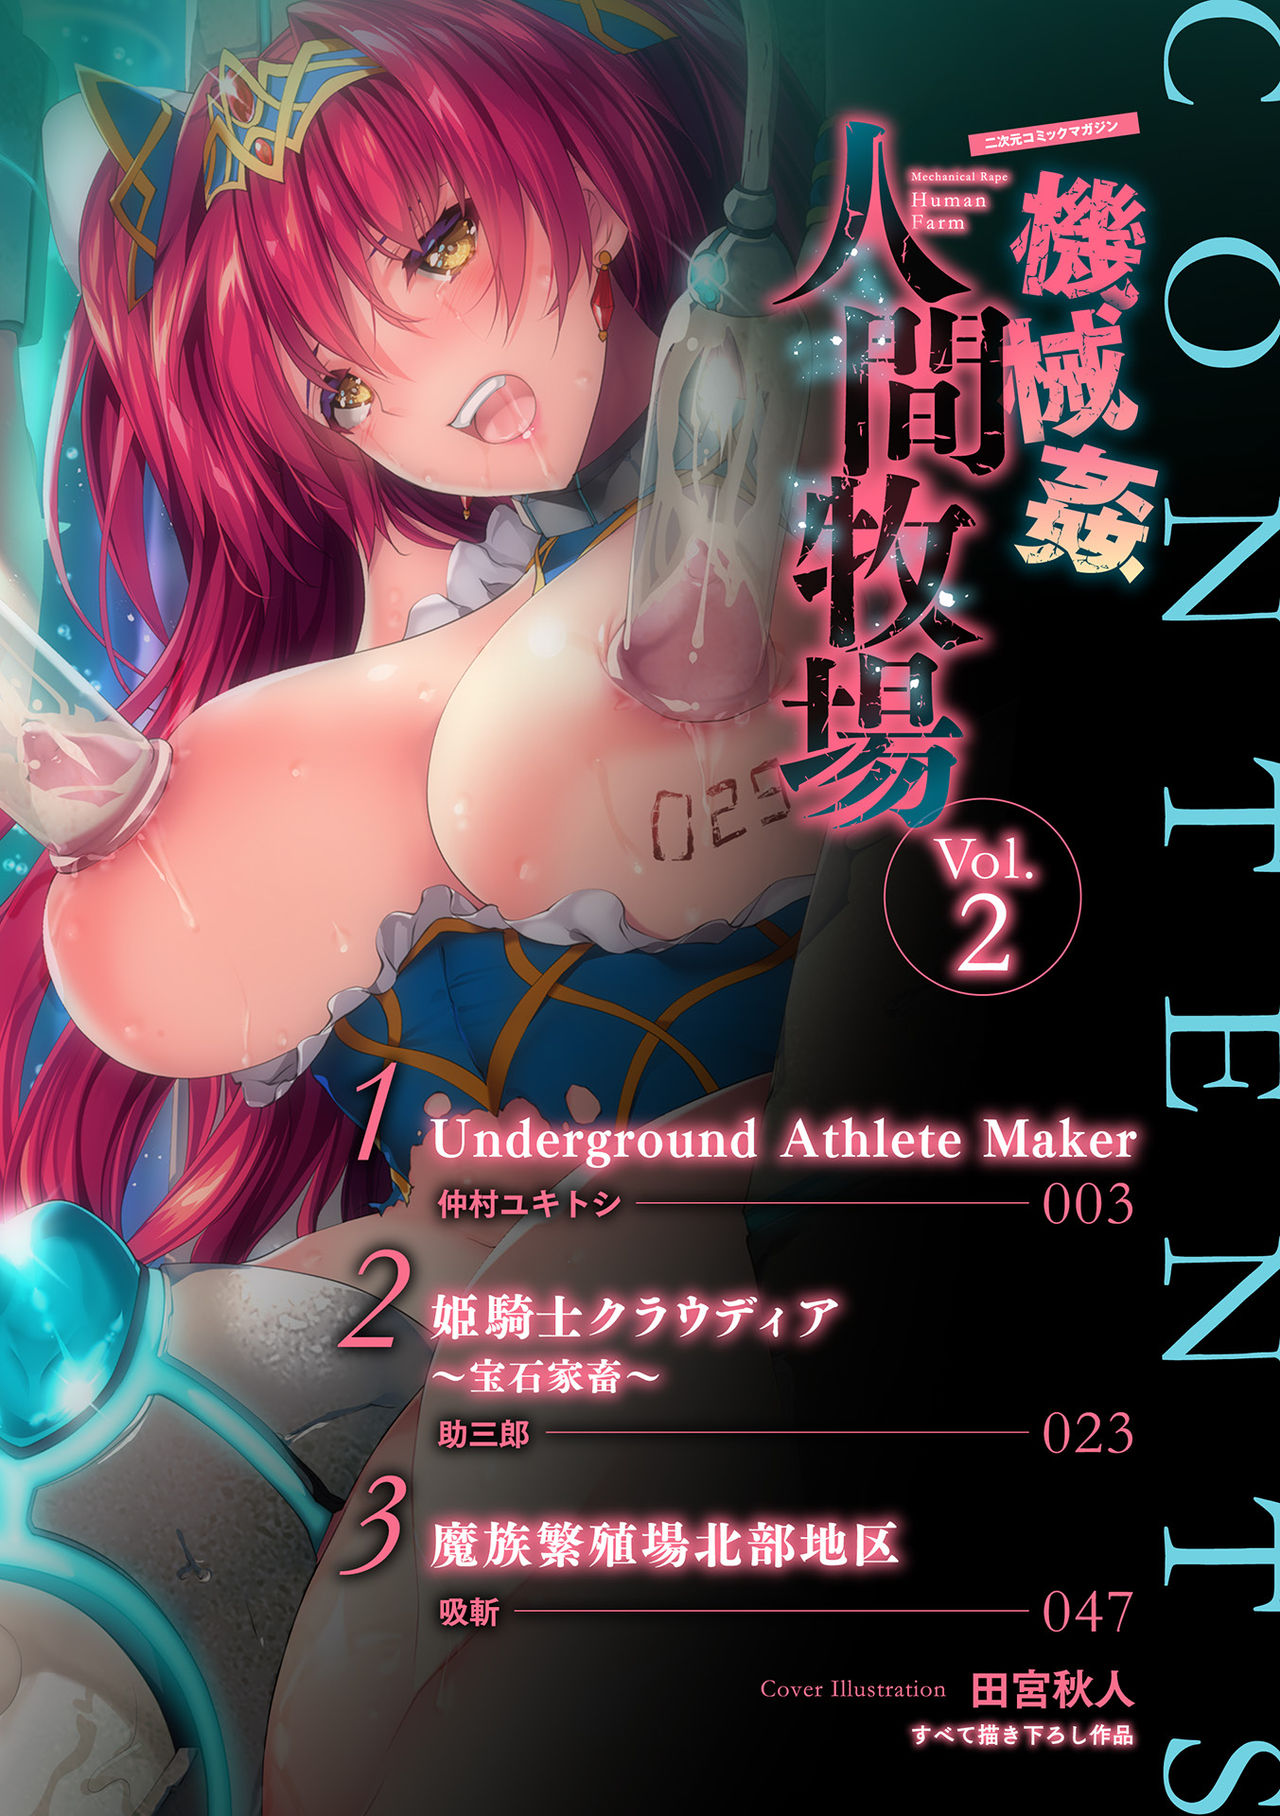 CONTENTS
二次元コミックマガジン
機械姦
人間牧場
Mechanical Rape
Human
Farm
Vol.
2
029
1
Underground Athlete Maker
仲村ユキトシ 003
2
姫騎士クラウディア
～宝石家畜～
助三郎 023
3
魔族繁殖場北部地区
吸斬 047
Cover Illustration 田宮秋人
すべて描き下ろし作品